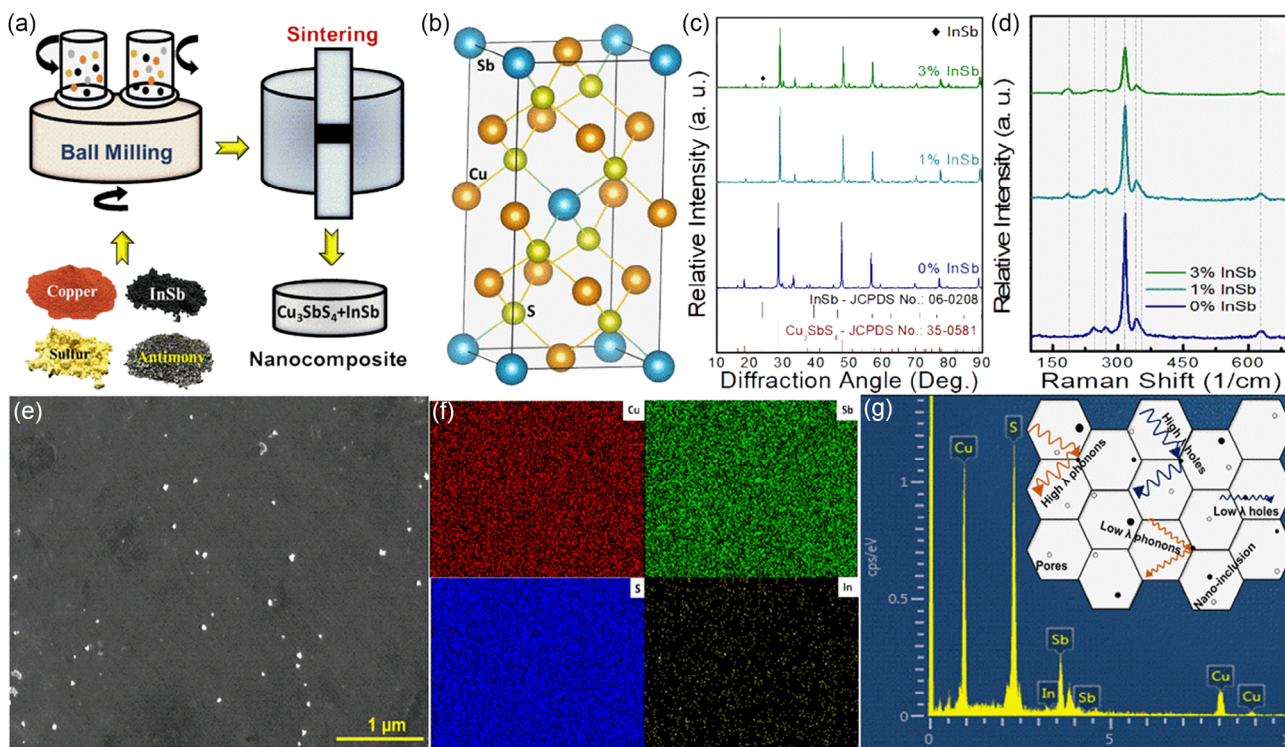 (a)
Sintering
Ball Milling
Copper
InSb
Sulfur
Antimony
Cu₃SbS₄+InSb
Nanocomposite
(b)
Sb
Cu
S
(c)
Relative Intensity (a. u.)
◆ InSb
3% InSb
1% InSb
0% InSb
InSb - JCPDS No.: 06-0208
Cu₃SbS₄ - JCPDS No.: 35-0581
10 20 30 40 50 60 70 80 90
Diffraction Angle (Deg.)
(d)
Relative Intensity (a. u.)
3% InSb
1% InSb
0% InSb
150 300 450 600
Raman Shift (1/cm)
(e)
1 µm
(f)
Cu
Sb
S
In
(g)
cps/eV
1
0.5
0
Cu
S
In
Sb
Sb
Cu
Cu
0
5
High λ phonons
High λ holes
Low λ holes
Low λ phonons
Pores
Nano-inclusion